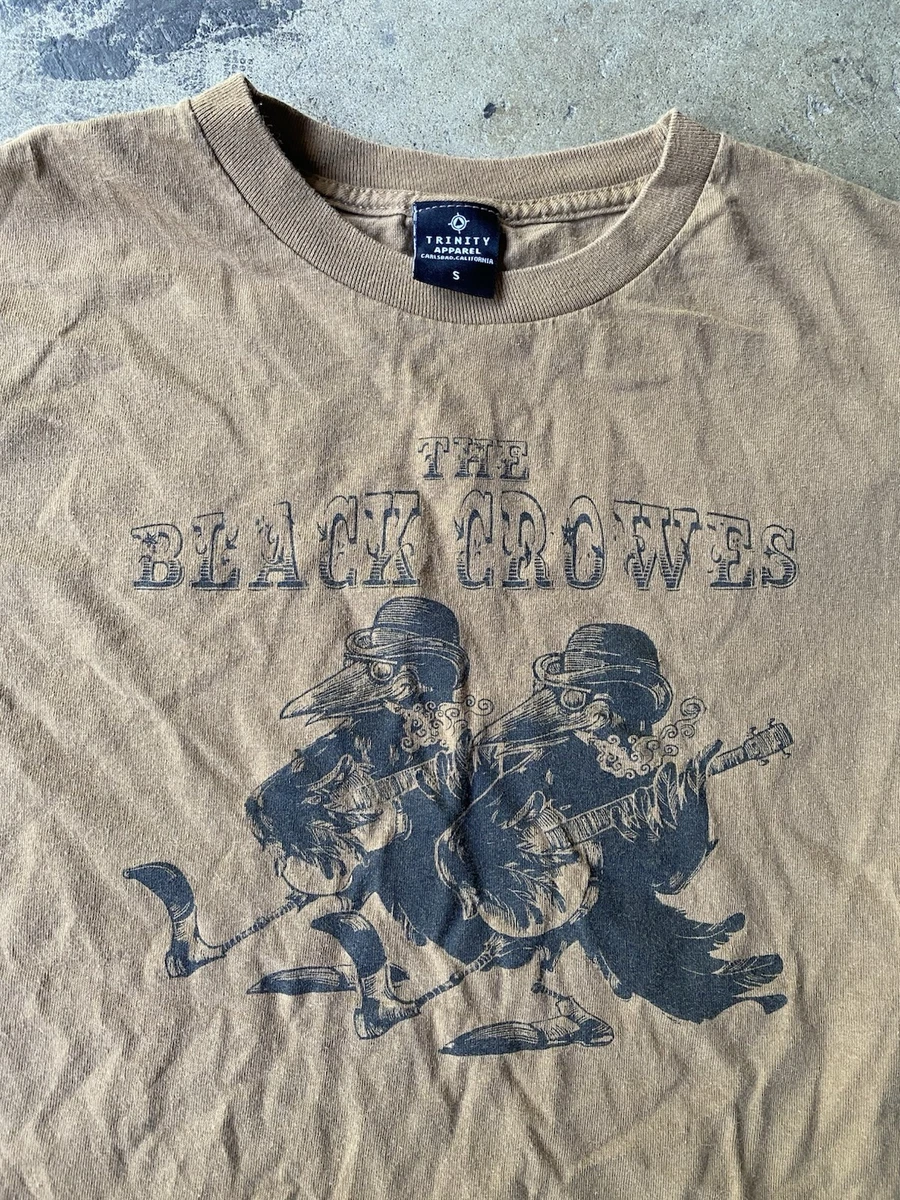 TRINITY
APPAREL
CARLSBAD,CALIFORNIA
S
THE
BLACK CROWES